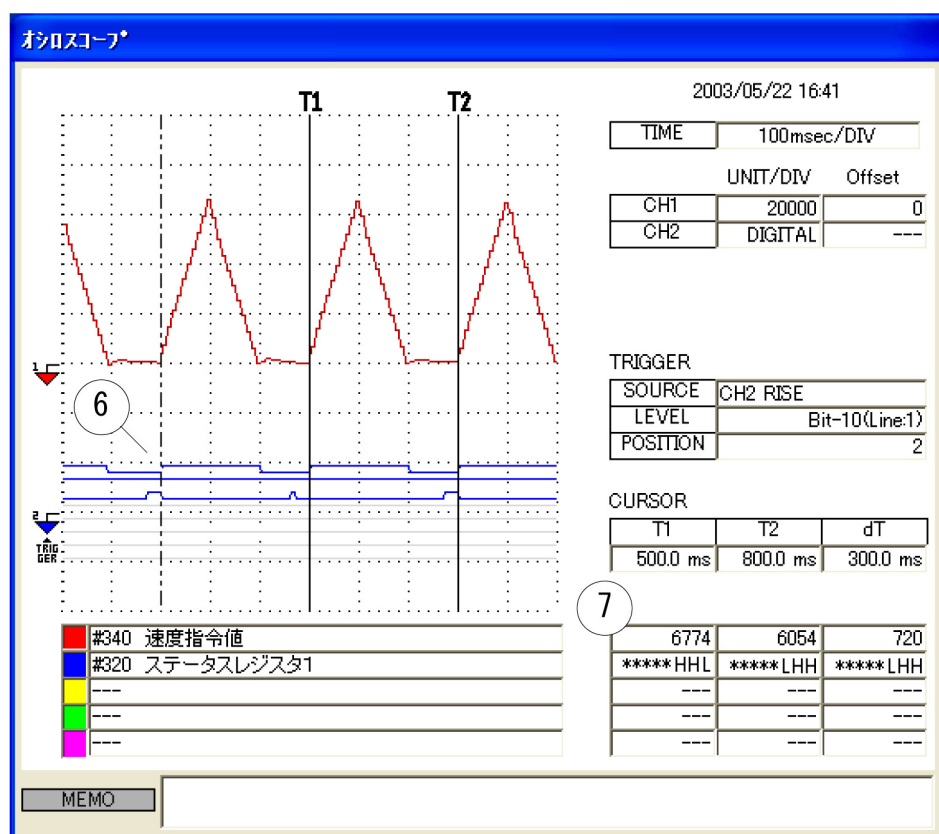 オシロスコープ
2003/05/22 16:41
T1 T2
TIME 100msec/DIV
UNIT/DIV Offset
CH1 20000 0
CH2 DIGITAL ---
1
TRIGGER
SOURCE CH2 RISE
LEVEL Bit-10(Line:1)
POSITION 2
6
CURSOR
T1 T2 dT
500.0 ms 800.0 ms 300.0 ms
2
TRIG
GER
7
#340 速度指令値 6774 6054 720
#320 ステータスレジスタ1 *****HHL *****LHH *****LHH
--- --- --- ---
--- --- --- ---
--- --- --- ---
MEMO